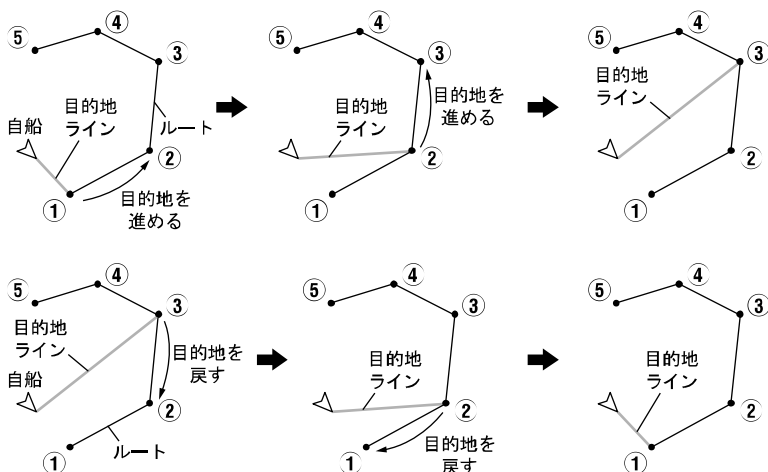 ⑤
④
③
目的地
ライン
自船
ルート
②
①
目的地を
進める
⑤
④
③
目的地を
進める
目的地
ライン
②
①
⑤
④
③
目的地
ライン
②
①
⑤
④
③
目的地
ライン
目的地を
戻す
自船
②
①
ルート
⑤
④
③
目的地
ライン
②
①
目的地を
戻す
⑤
④
③
目的地
ライン
②
①